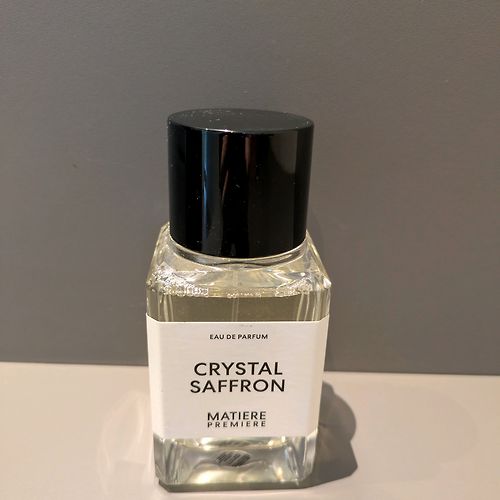 EAU DE PARFUM
CRYSTAL
SAFFRON
MATIERE
PREMIERE